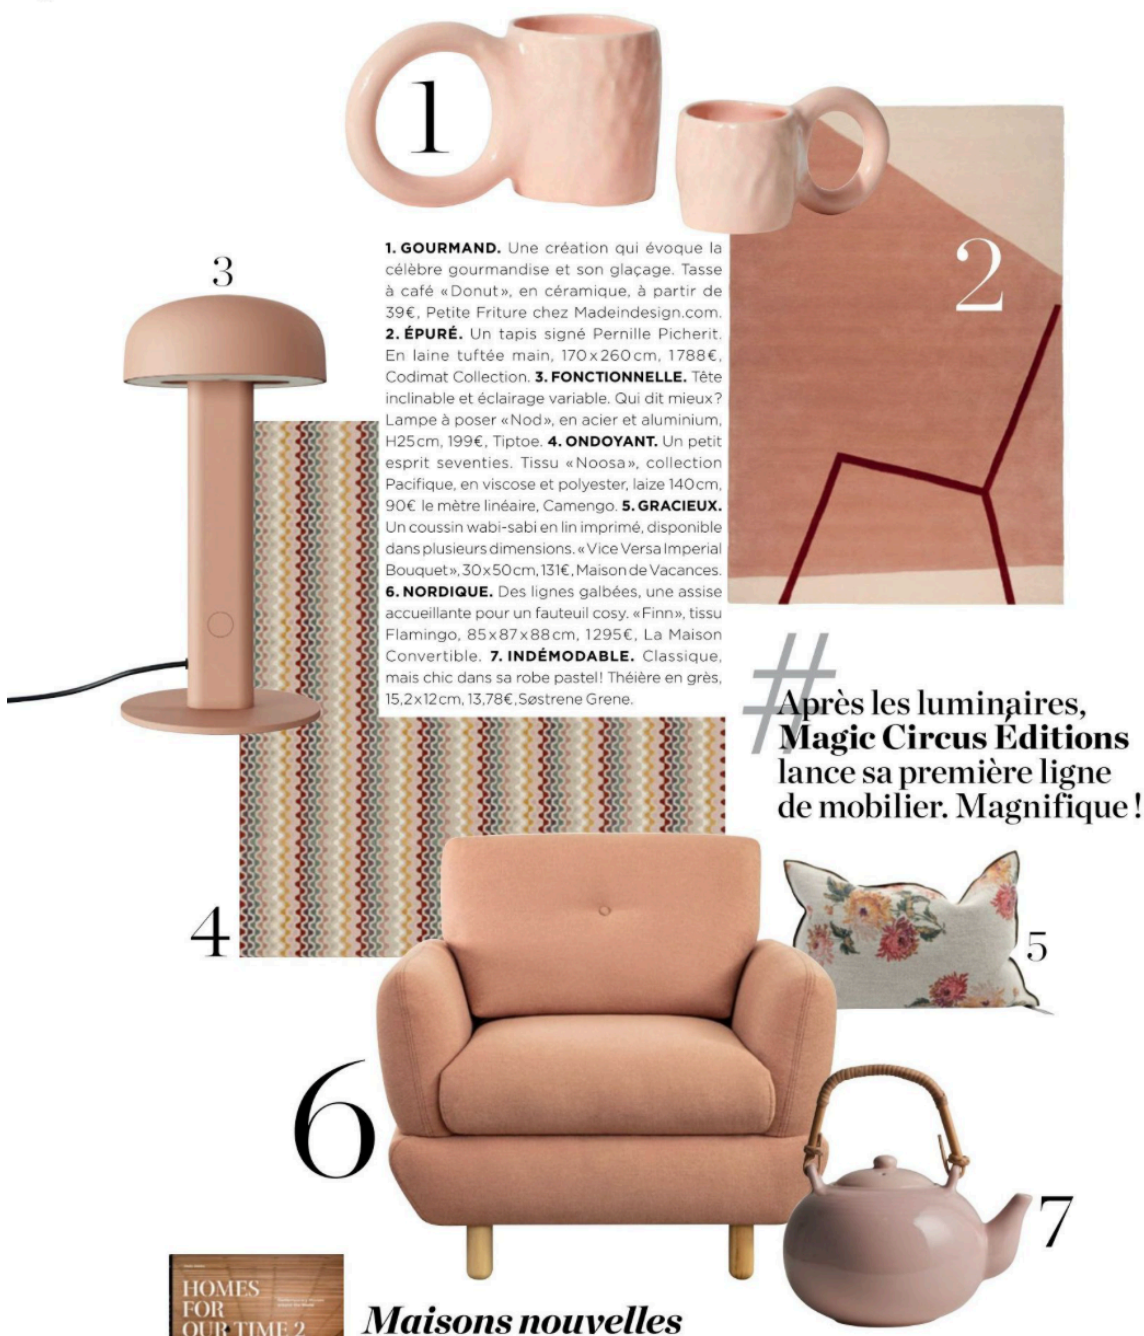 1
2
3
1. GOURMAND. Une création qui évoque la
célèbre gourmandise et son glaçage. Tasse
à café «Donut», en céramique, à partir de
39€, Petite Friture chez Madeindesign.com.
2. ÉPURÉ. Un tapis signé Pernille Picherit.
En laine tuftée main, 170x260cm, 1788€,
Codimat Collection. 3. FONCTIONNELLE. Tête
inclinable et éclairage variable. Qui dit mieux?
Lampe à poser «Nod», en acier et aluminium,
H25cm, 199€, Tiptoe. 4. ONDOYANT. Un petit
esprit seventies. Tissu «Noosa», collection
Pacifique, en viscose et polyester, laize 140cm,
90€ le mètre linéaire, Camengo. 5. GRACIEUX.
Un coussin wabi-sabi en lin imprimé, disponible
dans plusieurs dimensions. «Vice Versa Imperial
Bouquet», 30x50cm, 131€, Maison de Vacances.
6. NORDIQUE. Des lignes galbées, une assise
accueillante pour un fauteuil cosy. «Finn», tissu
Flamingo, 85x87x88cm, 1295€, La Maison
Convertible. 7. INDÉMODABLE. Classique,
mais chic dans sa robe pastel! Théière en grès,
15,2x12cm, 13,78€, Søstrene Grene.
#
Après les luminaires,
Magic Circus Éditions
lance sa première ligne
de mobilier. Magnifique!
4
5
6
7
HOMES
FOR
OUR TIME 2
Maisons nouvelles